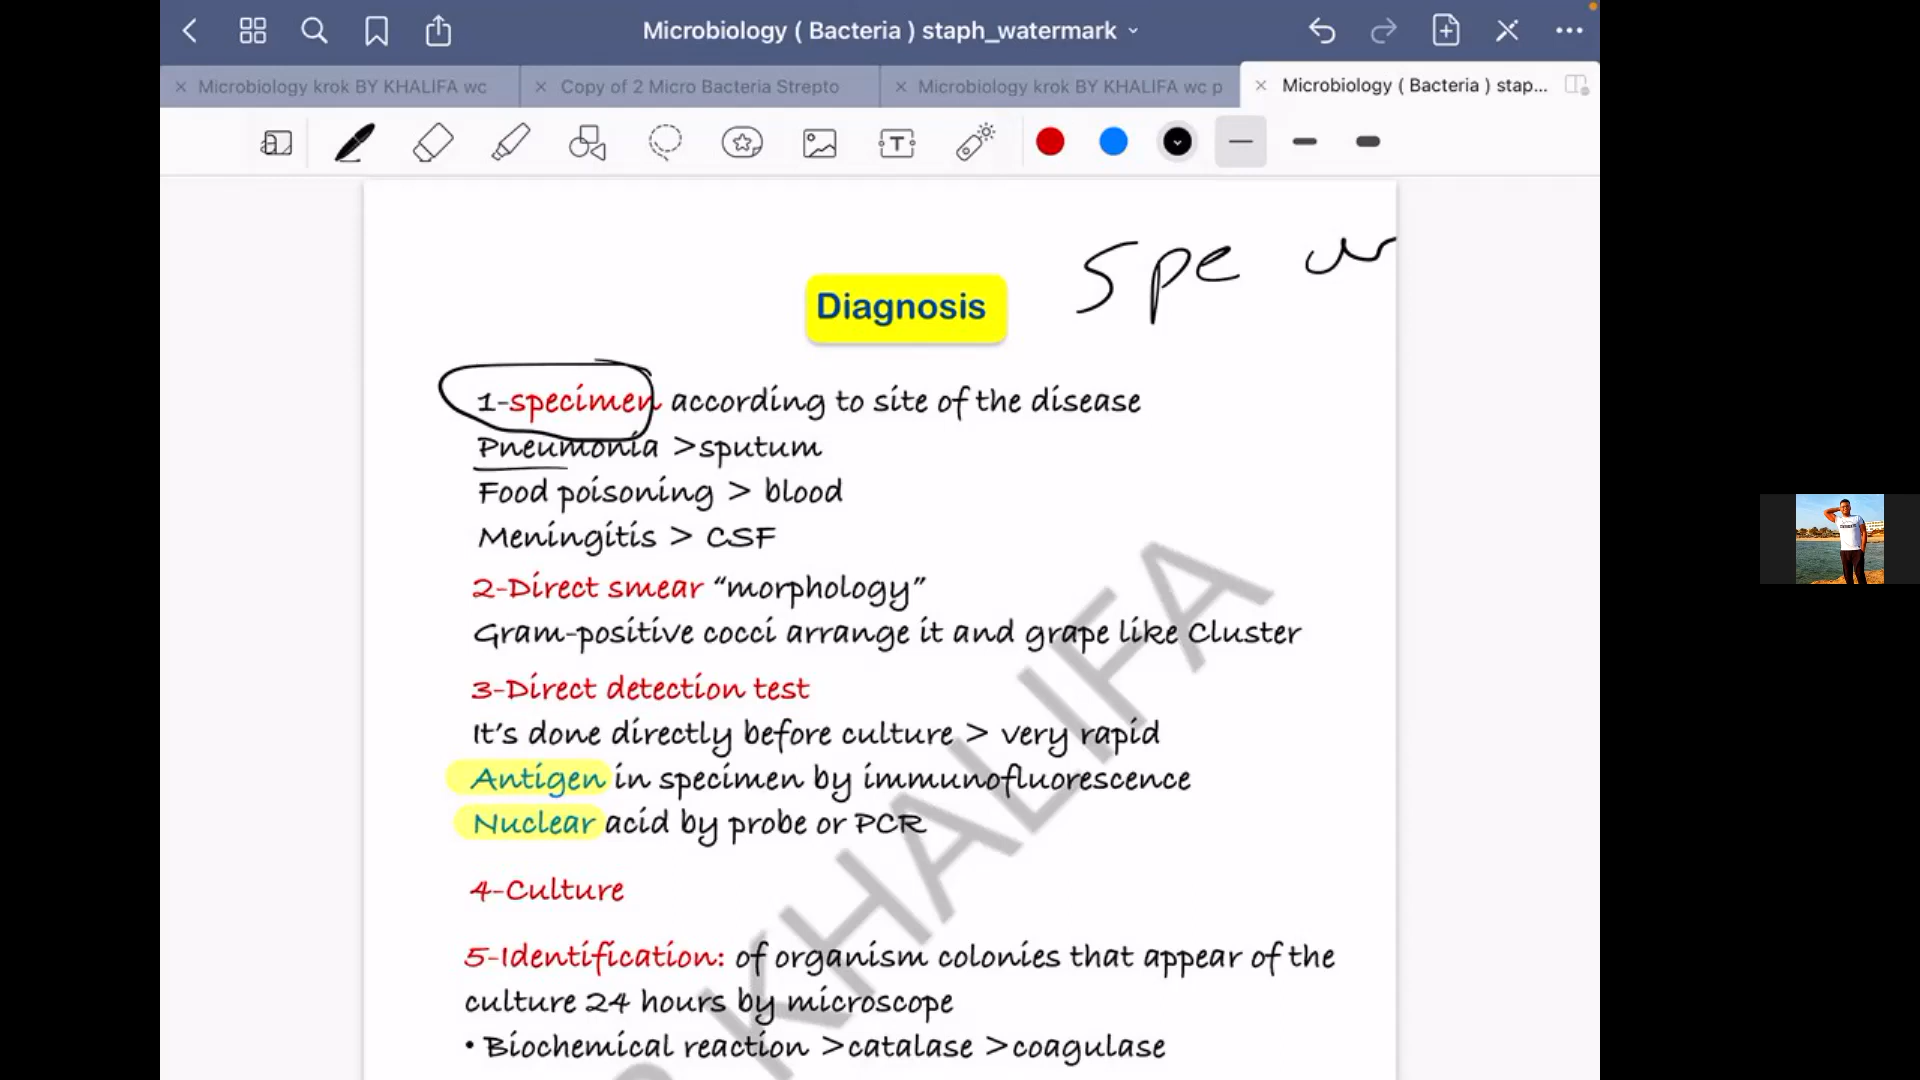 Microbiology ( Bacteria ) staph_watermark
Microbiology krok BY KHALIFA wc
Copy of 2 Micro Bacteria Strepto
Microbiology krok BY KHALIFA wc p
Microbiology ( Bacteria ) stap...
Spe
Diagnosis
1-specimen according to site of the disease
Pneumonia >sputum
Food poisoning > blood
Meningitis > CSF
2-Direct smear “morphology”
Gram-positive cocci arrange it and grape like Cluster
3-Direct detection test
It's done directly before culture > very rapid
Antigen in specimen by immunofluorescence
Nuclear acid by probe or PCR
4-Culture
5-Identification: of organism colonies that appear of the
culture 24 hours by microscope
• Biochemical reaction >catalase >coagulase
KHALIFA